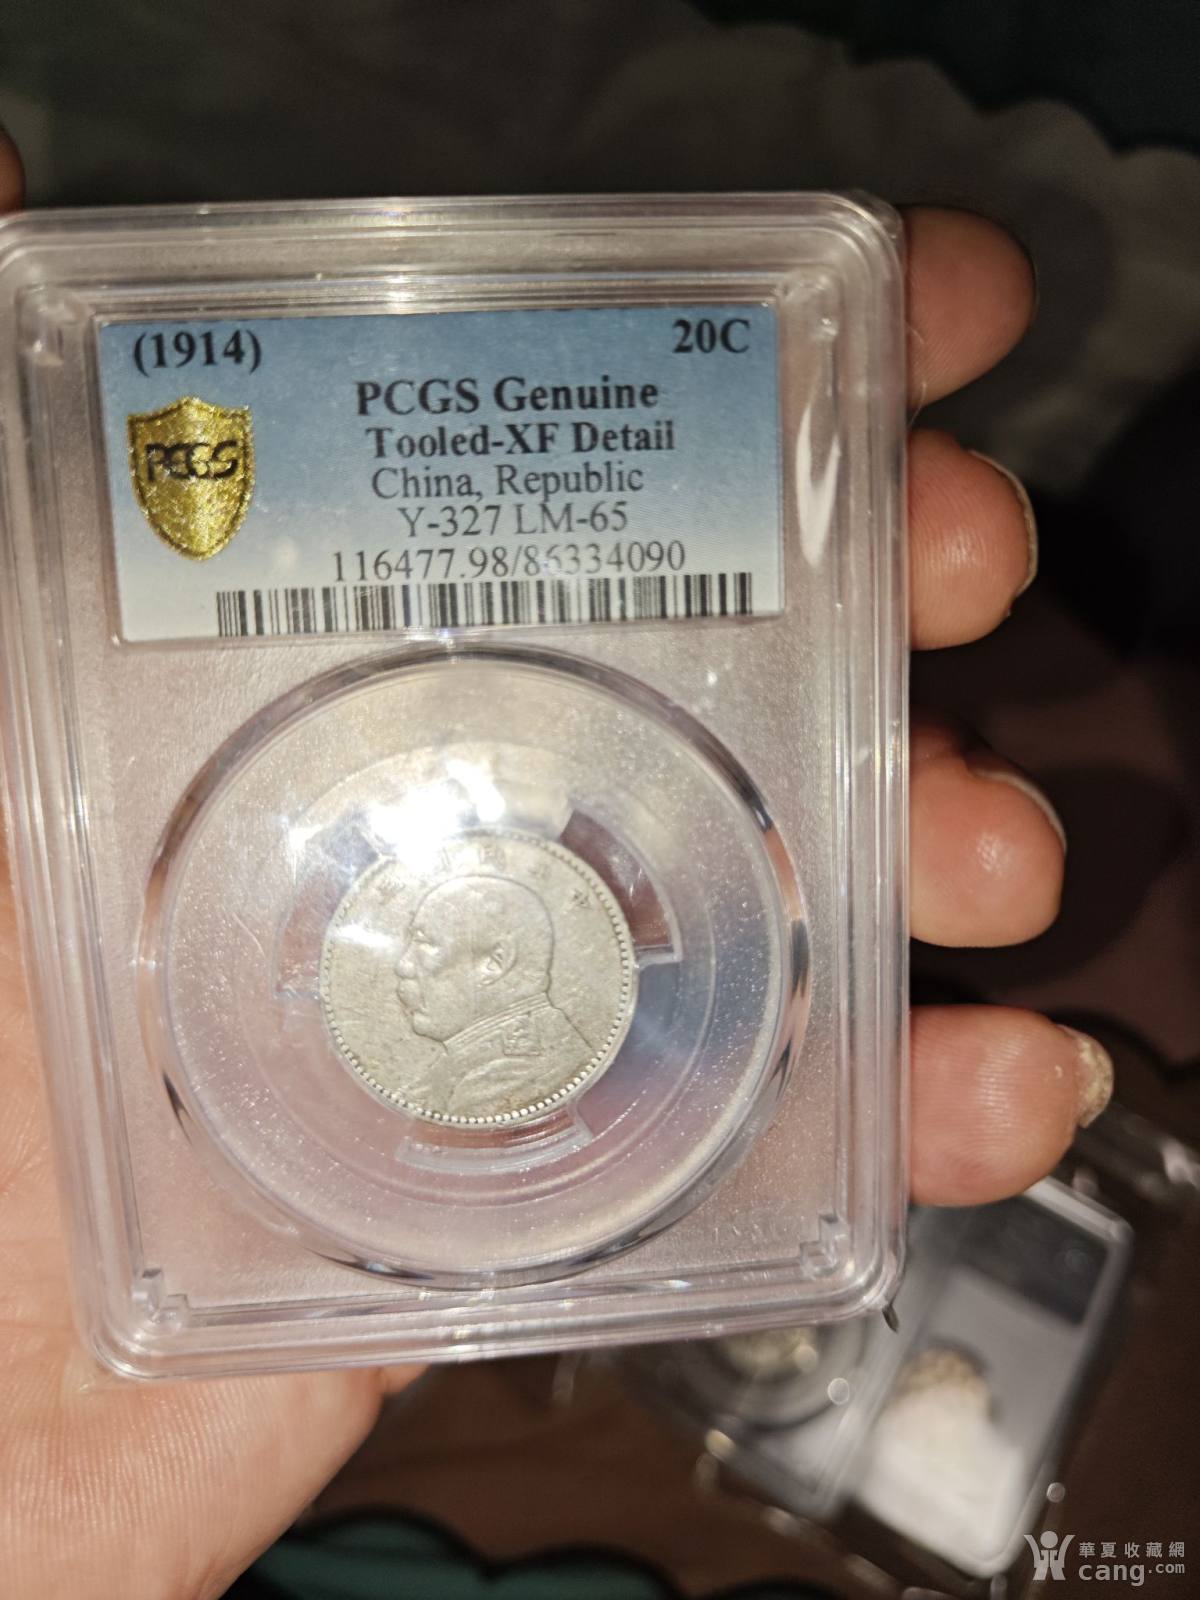 (1914) 20C
PCGS Genuine
Tooled-XF Detail
China, Republic
Y-327 LM-65
116477.98/86334090
PCGS
華夏收藏網
cang.com